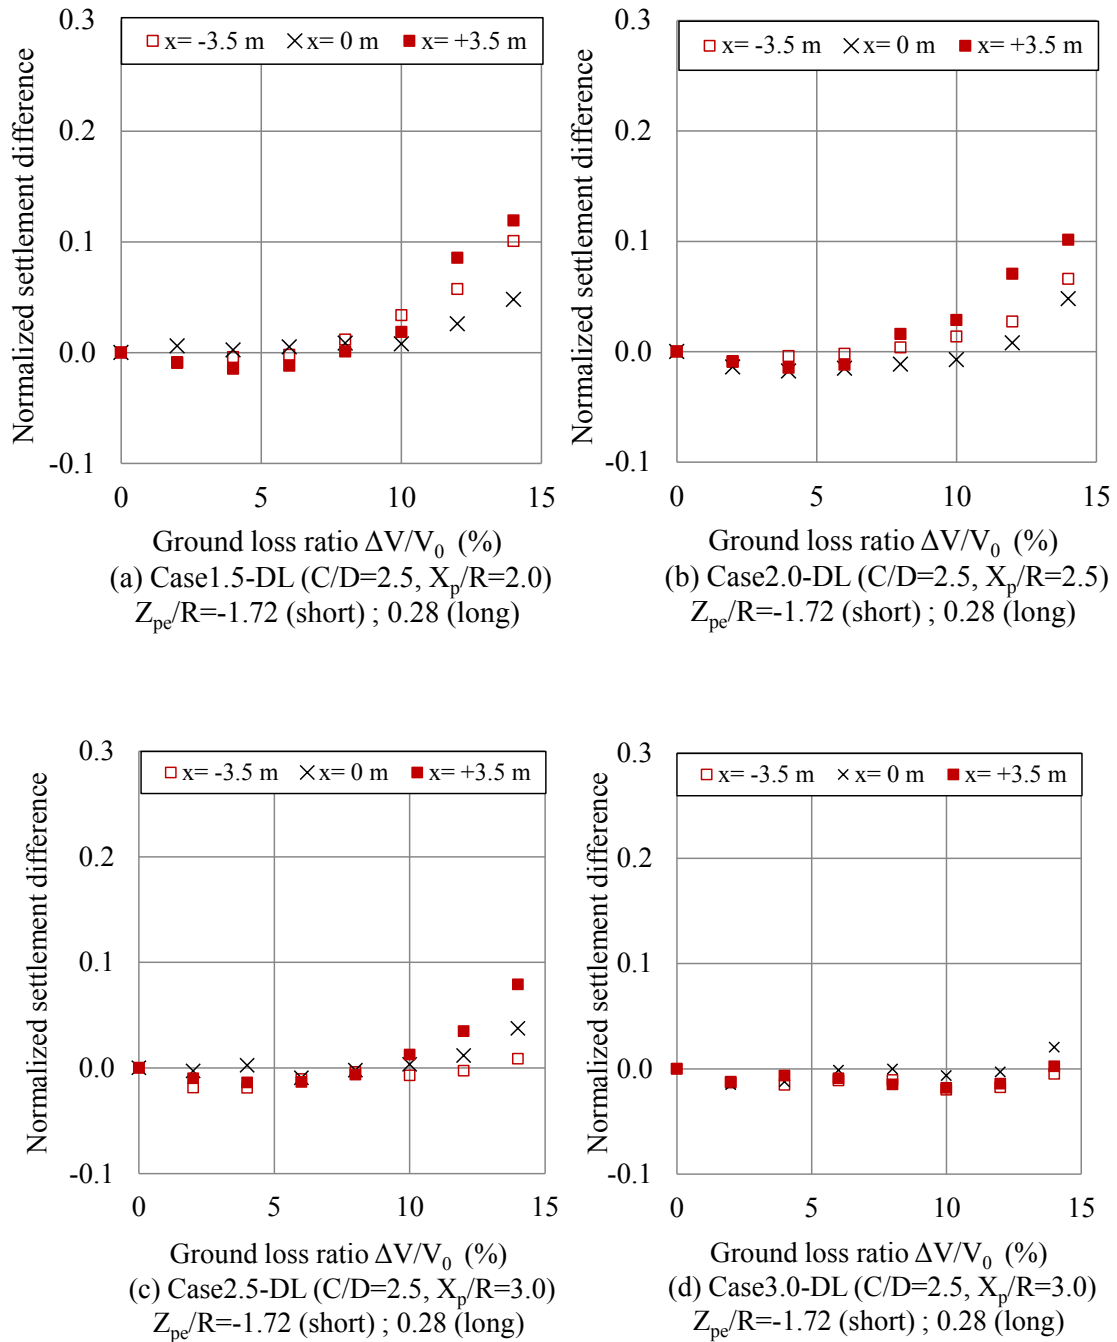 0.3
0.2
0.1
0.0
-0.1
Normalized settlement difference
x= -3.5 m x= 0 m x= +3.5 m
0 5 10 15
Ground loss ratio ΔV/V₀ (%)
(a) Case1.5-DL (C/D=2.5, Xₚ/R=2.0)
Zₚₑ/R=-1.72 (short) ; 0.28 (long)
0.3
0.2
0.1
0.0
-0.1
Normalized settlement difference
x= -3.5 m x= 0 m x= +3.5 m
0 5 10 15
Ground loss ratio ΔV/V₀ (%)
(b) Case2.0-DL (C/D=2.5, Xₚ/R=2.5)
Zₚₑ/R=-1.72 (short) ; 0.28 (long)
0.3
0.2
0.1
0.0
-0.1
Normalized settlement difference
x= -3.5 m x= 0 m x= +3.5 m
0 5 10 15
Ground loss ratio ΔV/V₀ (%)
(c) Case2.5-DL (C/D=2.5, Xₚ/R=3.0)
Zₚₑ/R=-1.72 (short) ; 0.28 (long)
0.3
0.2
0.1
0.0
-0.1
Normalized settlement difference
x= -3.5 m x= 0 m x= +3.5 m
0 5 10 15
Ground loss ratio ΔV/V₀ (%)
(d) Case3.0-DL (C/D=2.5, Xₚ/R=3.0)
Zₚₑ/R=-1.72 (short) ; 0.28 (long)